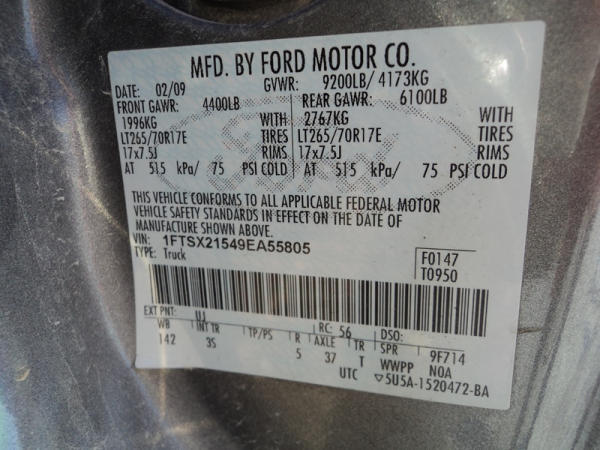 MFD. BY FORD MOTOR CO.
DATE: 02/09 GVWR: 9200LB/ 4173KG
FRONT GAWR: 4400LB REAR GAWR: 6100LB
1996KG WITH 2767KG WITH
LT265/70R17E TIRES LT265/70R17E TIRES
17x7.5J RIMS 17x7.5J RIMS
AT 515 kPa/ 75 PSI COLD AT 515 kPa/ 75 PSI COLD
THIS VEHICLE CONFORMS TO ALL APPLICABLE FEDERAL MOTOR
VEHICLE SAFETY STANDARDS IN EFFECT ON THE DATE OF
MANUFACTURE SHOWN ABOVE.
VIN: 1FTSX21549EA55805 F0147
TYPE: Truck T0950
EXT PNT: UJ RC: 56 DSO:
WB INT TR TP/PS R AXLE TR SPR 9F714
142 3S 5 37 T WWPP N0A
UTC ▽5U5A-1520472-BA